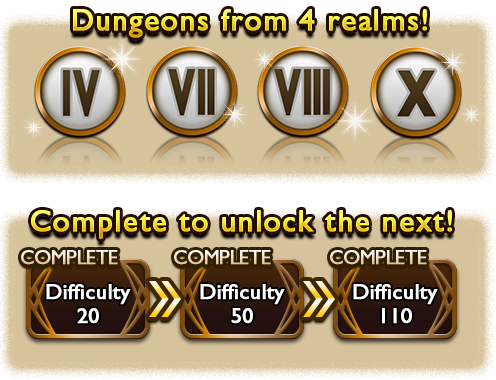 Dungeons from 4 realms!
IV VII VIII X
Complete to unlock the next!
COMPLETE COMPLETE COMPLETE
Difficulty Difficulty Difficulty
20 50 110